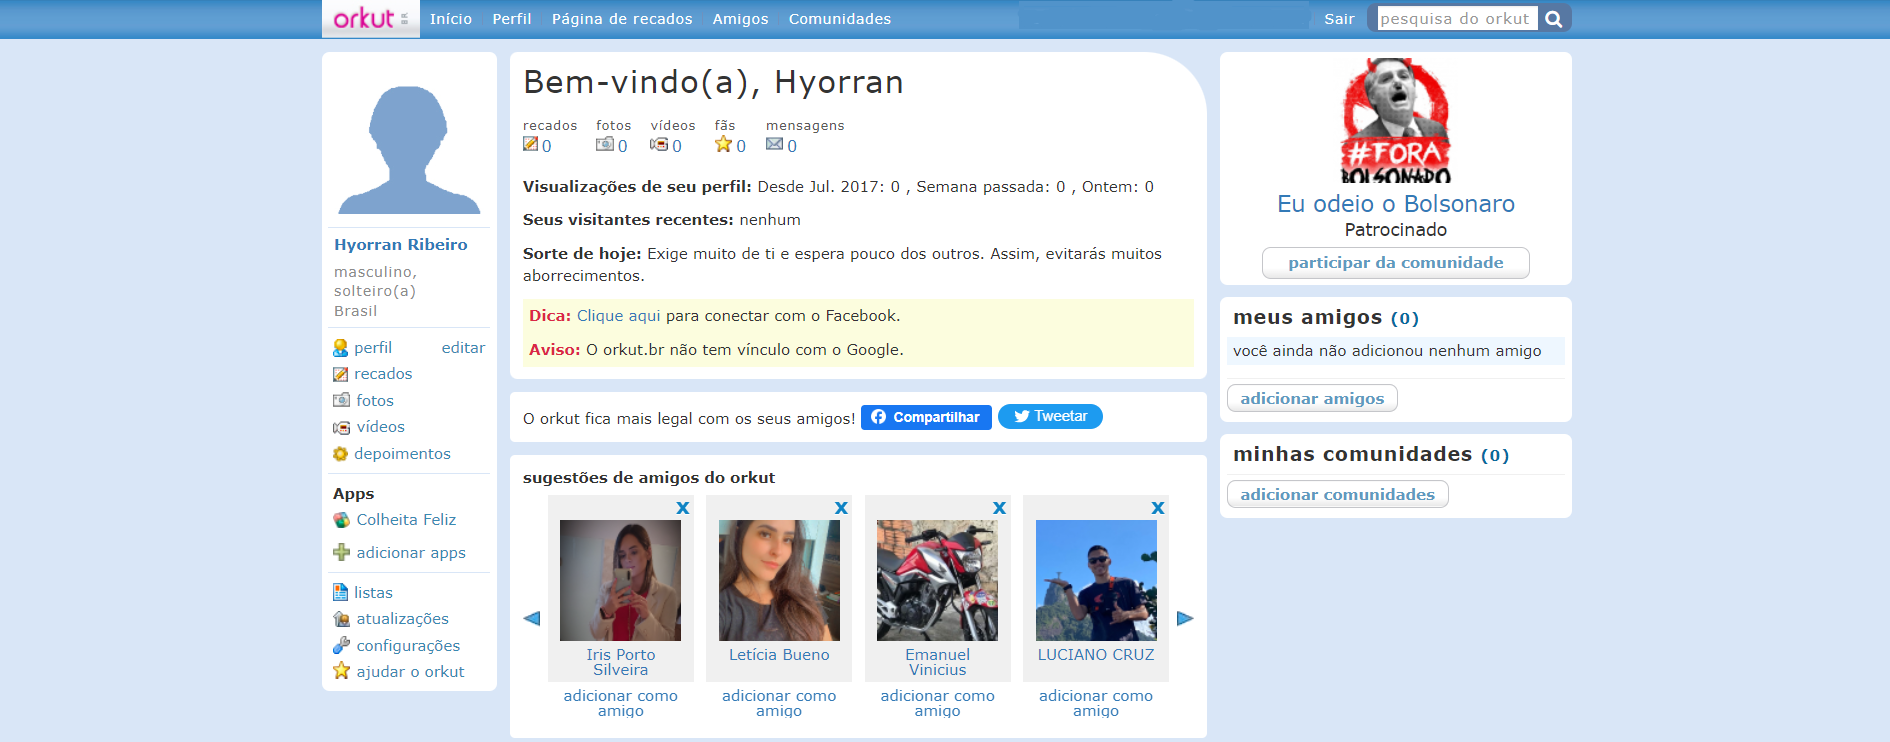 orkut BR
Início Perfil Página de recados Amigos Comunidades Sair pesquisa do orkut
Hyorran Ribeiro
masculino,
solteiro(a)
Brasil
perfil editar
recados
fotos
vídeos
depoimentos
Apps
Colheita Feliz
adicionar apps
listas
atualizações
configurações
ajudar o orkut
Bem-vindo(a), Hyorran
recados fotos vídeos fãs mensagens
0 0 0 0 0
Visualizações de seu perfil: Desde Jul. 2017: 0 , Semana passada: 0 , Ontem: 0
Seus visitantes recentes: nenhum
Sorte de hoje: Exige muito de ti e espera pouco dos outros. Assim, evitarás muitos
aborrecimentos.
Dica: Clique aqui para conectar com o Facebook.
Aviso: O orkut.br não tem vínculo com o Google.
O orkut fica mais legal com os seus amigos! Compartilhar Tweetar
sugestões de amigos do orkut
X X X X
Iris Porto
Silveira
adicionar como
amigo
Letícia Bueno
adicionar como
amigo
Emanuel
Vinicius
adicionar como
amigo
LUCIANO CRUZ
adicionar como
amigo
#FORA
BOLSONADO
Eu odeio o Bolsonaro
Patrocinado
participar da comunidade
meus amigos (0)
você ainda não adicionou nenhum amigo
adicionar amigos
minhas comunidades (0)
adicionar comunidades